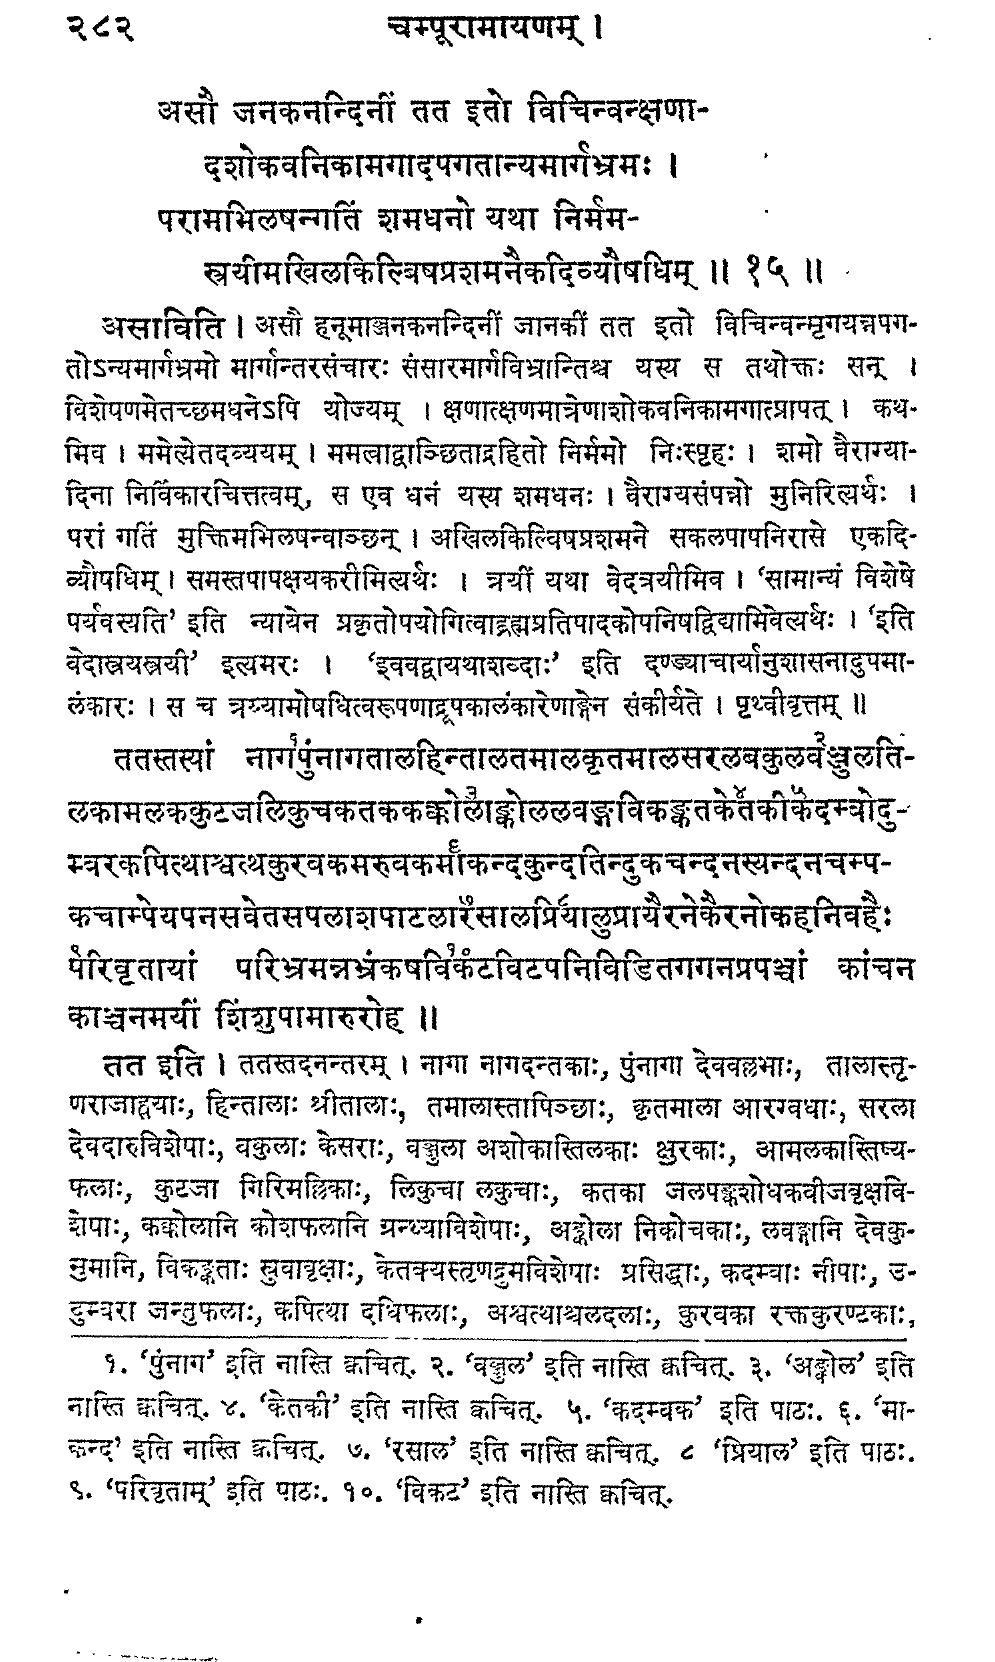 २८२ चम्पूरामायणम् ।
असौ जनकनन्दिनीं तत इतो विचिन्वन्क्षणा-
दशोकवनिकामगादपगतान्यमार्गभ्रमः ।
परामभिलषन्गतिं शमधनो यथा निर्मम-
स्त्रयीमखिलकिल्बिषप्रशमनैकदिव्यौषधिम् ॥ १५ ॥
असाविति । असौ हनूमाञ्जनकनन्दिनीं जानकीं तत इतो विचिन्वन्मृगयन्नपग-
तोऽन्यमार्गभ्रमो मार्गान्तरसंचारः संसारमार्गविभ्रान्तिश्च यस्य स तथोक्तः सन् ।
विशेषणमेतच्छमधनेऽपि योज्यम् । क्षणात्क्षणमात्रेणाशोकवनिकामगात्प्रापत् । कथ-
मिव । ममेत्येतदव्ययम् । ममत्वाद्वाञ्छिताद्रहितो निर्ममो निःस्पृहः । शमो वैराग्या-
दिना निर्विकारचित्तत्वम्, स एव धनं यस्य शमधनः । वैराग्यसंपन्नो मुनिरित्यर्थः ।
परां गतिं मुक्तिमभिलषन्वाञ्छन् । अखिलकिल्विषप्रशमने सकलपापनिरासे एकदि-
व्यौषधिम् । समस्तपापक्षयकरीमित्यर्थः । त्रयीं यथा वेदत्रयीमिव । ‘सामान्यं विशेषे
पर्यवस्यति’ इति न्यायेन प्रकृतोपयोगित्वाद्ब्रह्मप्रतिपादकोपनिषद्विद्यामिवेत्यर्थः । ‘इति
वेदास्त्रयस्त्रयी’ इत्यमरः । ‘इववद्वायथाशब्दाः’ इति दण्ड्याचार्यानुशासनादुपमा-
लंकारः । स च त्रय्यामोषधित्वरूपणाद्रूपकालंकारेणाङ्गेन संकीर्यते । पृथ्वीवृत्तम् ॥
ततस्तस्यां नागपुंनागतालहिन्तालतमालकृतमालसरलबकुलवञ्जुलति-
लकामलककुटजलिकुचकतककक्कोलाङ्कोललवङ्गविकङ्कतकेतकीकदम्बोदु-
म्बरकपित्थाश्वत्थकुरवकमरुवकमाकन्दकुन्दतिन्दुकचन्दनस्यन्दनचम्प-
कचाम्पेयपनसवेतसपलाशपाटलारसालप्रियालुप्रायैरनेकैरनोकहनिवहैः
परिवृतायां परिभ्रमन्नभ्रंकषविकटविटपनिविडितगगनप्रपञ्चां कांचन
काञ्चनमयीं शिंशुपामारुरोह ॥
तत इति । ततस्तदनन्तरम् । नागा नागदन्तकाः, पुंनागा देववल्लभाः, तालास्तृ-
णराजाह्वयाः, हिन्तालाः श्रीतालाः, तमालास्तापिञ्छाः, कृतमाला आरग्वधाः, सरला
देवदारुविशेषाः, वकुलाः केसराः, वञ्जुला अशोकास्तिलकाः क्षुरकाः, आमलकास्तिष्य-
फलाः, कुटजा गिरिमल्लिकाः, लिकुचा लकुचाः, कतका जलपङ्कशोधकवीजवृक्षवि-
शेषाः, कक्कोलानि कोशफलानि ग्रन्थ्याविशेषाः, अङ्कोला निकोचकाः, लवङ्गानि देवकु-
सुमानि, विकङ्कताः स्रुवावृक्षाः, केतक्यस्तृणद्रुमविशेषाः प्रसिद्धाः, कदम्बाः नीपाः, उ-
दुम्बरा जन्तुफलाः, कपित्था दधिफलाः, अश्वत्थाश्चलदलाः, कुरवका रक्तकुरण्टकाः,
१. ‘पुंनाग’ इति नास्ति क्वचित्. २. ‘वञ्जुल’ इति नास्ति क्वचित्. ३. ‘अङ्कोल’ इति
नास्ति क्वचित्. ४. ‘केतकी’ इति नास्ति क्वचित्. ५. ‘कदम्बक’ इति पाठः. ६. ‘मा-
कन्द’ इति नास्ति क्वचित्. ७. ‘रसाल’ इति नास्ति क्वचित्. ८ ‘प्रियाल’ इति पाठः.
९. ‘परिवृताम्’ इति पाठः. १०. ‘विकट’ इति नास्ति क्वचित्.